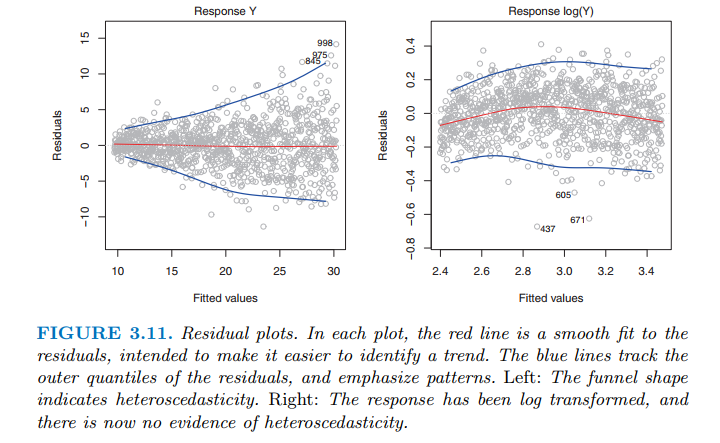 Response Y
Response log(Y)
998
975
845
15
10
5
0
−5
−10
Residuals
10 15 20 25 30
Fitted values
0.4
0.2
0.0
−0.2
−0.4
−0.6
−0.8
Residuals
605
671
437
2.4 2.6 2.8 3.0 3.2 3.4
Fitted values
FIGURE 3.11. Residual plots. In each plot, the red line is a smooth fit to the
residuals, intended to make it easier to identify a trend. The blue lines track the
outer quantiles of the residuals, and emphasize patterns. Left: The funnel shape
indicates heteroscedasticity. Right: The response has been log transformed, and
there is now no evidence of heteroscedasticity.